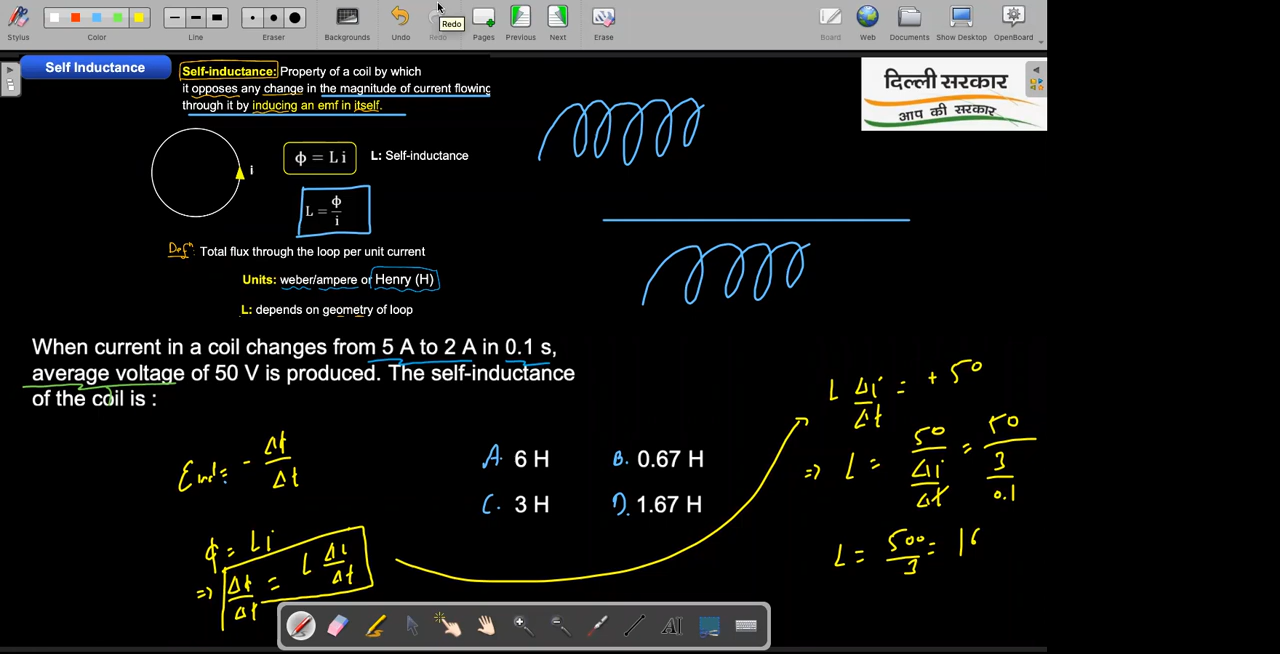 Stylus
Color
Line
Eraser
Backgrounds
Undo
Redo
Redo
Pages
Previous
Next
Erase
Board
Web
Documents
Show Desktop
OpenBoard
Self Inductance
Self-inductance: Property of a coil by which
it opposes any change in the magnitude of current flowing
through it by inducing an emf in itself.
दिल्ली सरकार
आप की सरकार
i
ϕ = L i
L: Self-inductance
L = ϕ/i
Defⁿ: Total flux through the loop per unit current
Units: weber/ampere or Henry (H)
L: depends on geometry of loop
When current in a coil changes from 5 A to 2 A in 0.1 s,
average voltage of 50 V is produced. The self-inductance
of the coil is :
A. 6 H
B. 0.67 H
C. 3 H
D. 1.67 H
Eind = - Δϕ/Δt
ϕ = Li
=> Δϕ/Δt = L Δi/Δt
L Δi/Δt = + 50
=> L = 50/(Δi/Δt) = 50/(3/0.1)
L = 500/3 = 16
AI